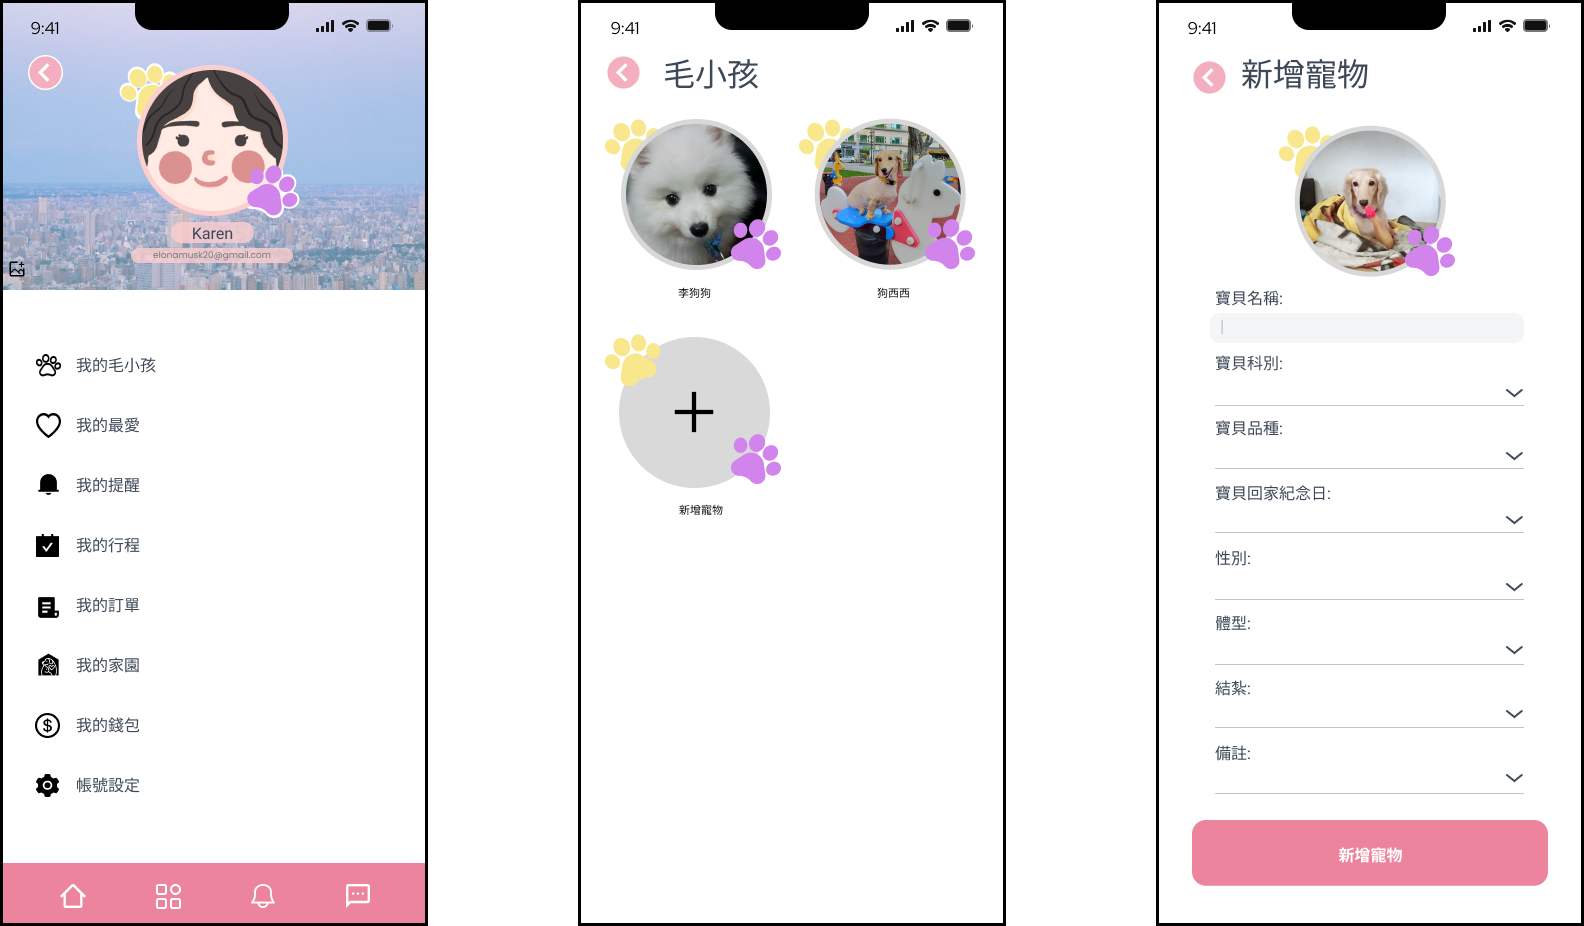 9:41
Karen
elonamusk20@gmail.com
我的毛小孩
我的最愛
我的提醒
我的行程
我的訂單
我的家園
我的錢包
帳號設定
9:41
毛小孩
李狗狗
狗西西
新增寵物
9:41
新增寵物
寶貝名稱:
寶貝科別:
寶貝品種:
寶貝回家紀念日:
性別:
體型:
結紮:
備註:
新增寵物